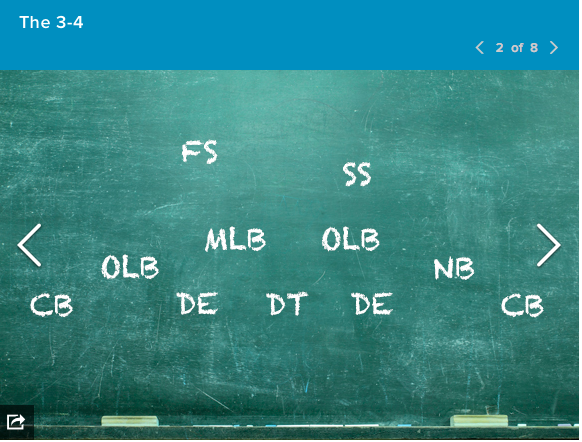 The 3-4
2 of 8
FS
SS
MLB OLB
OLB NB
CB DE DT DE CB